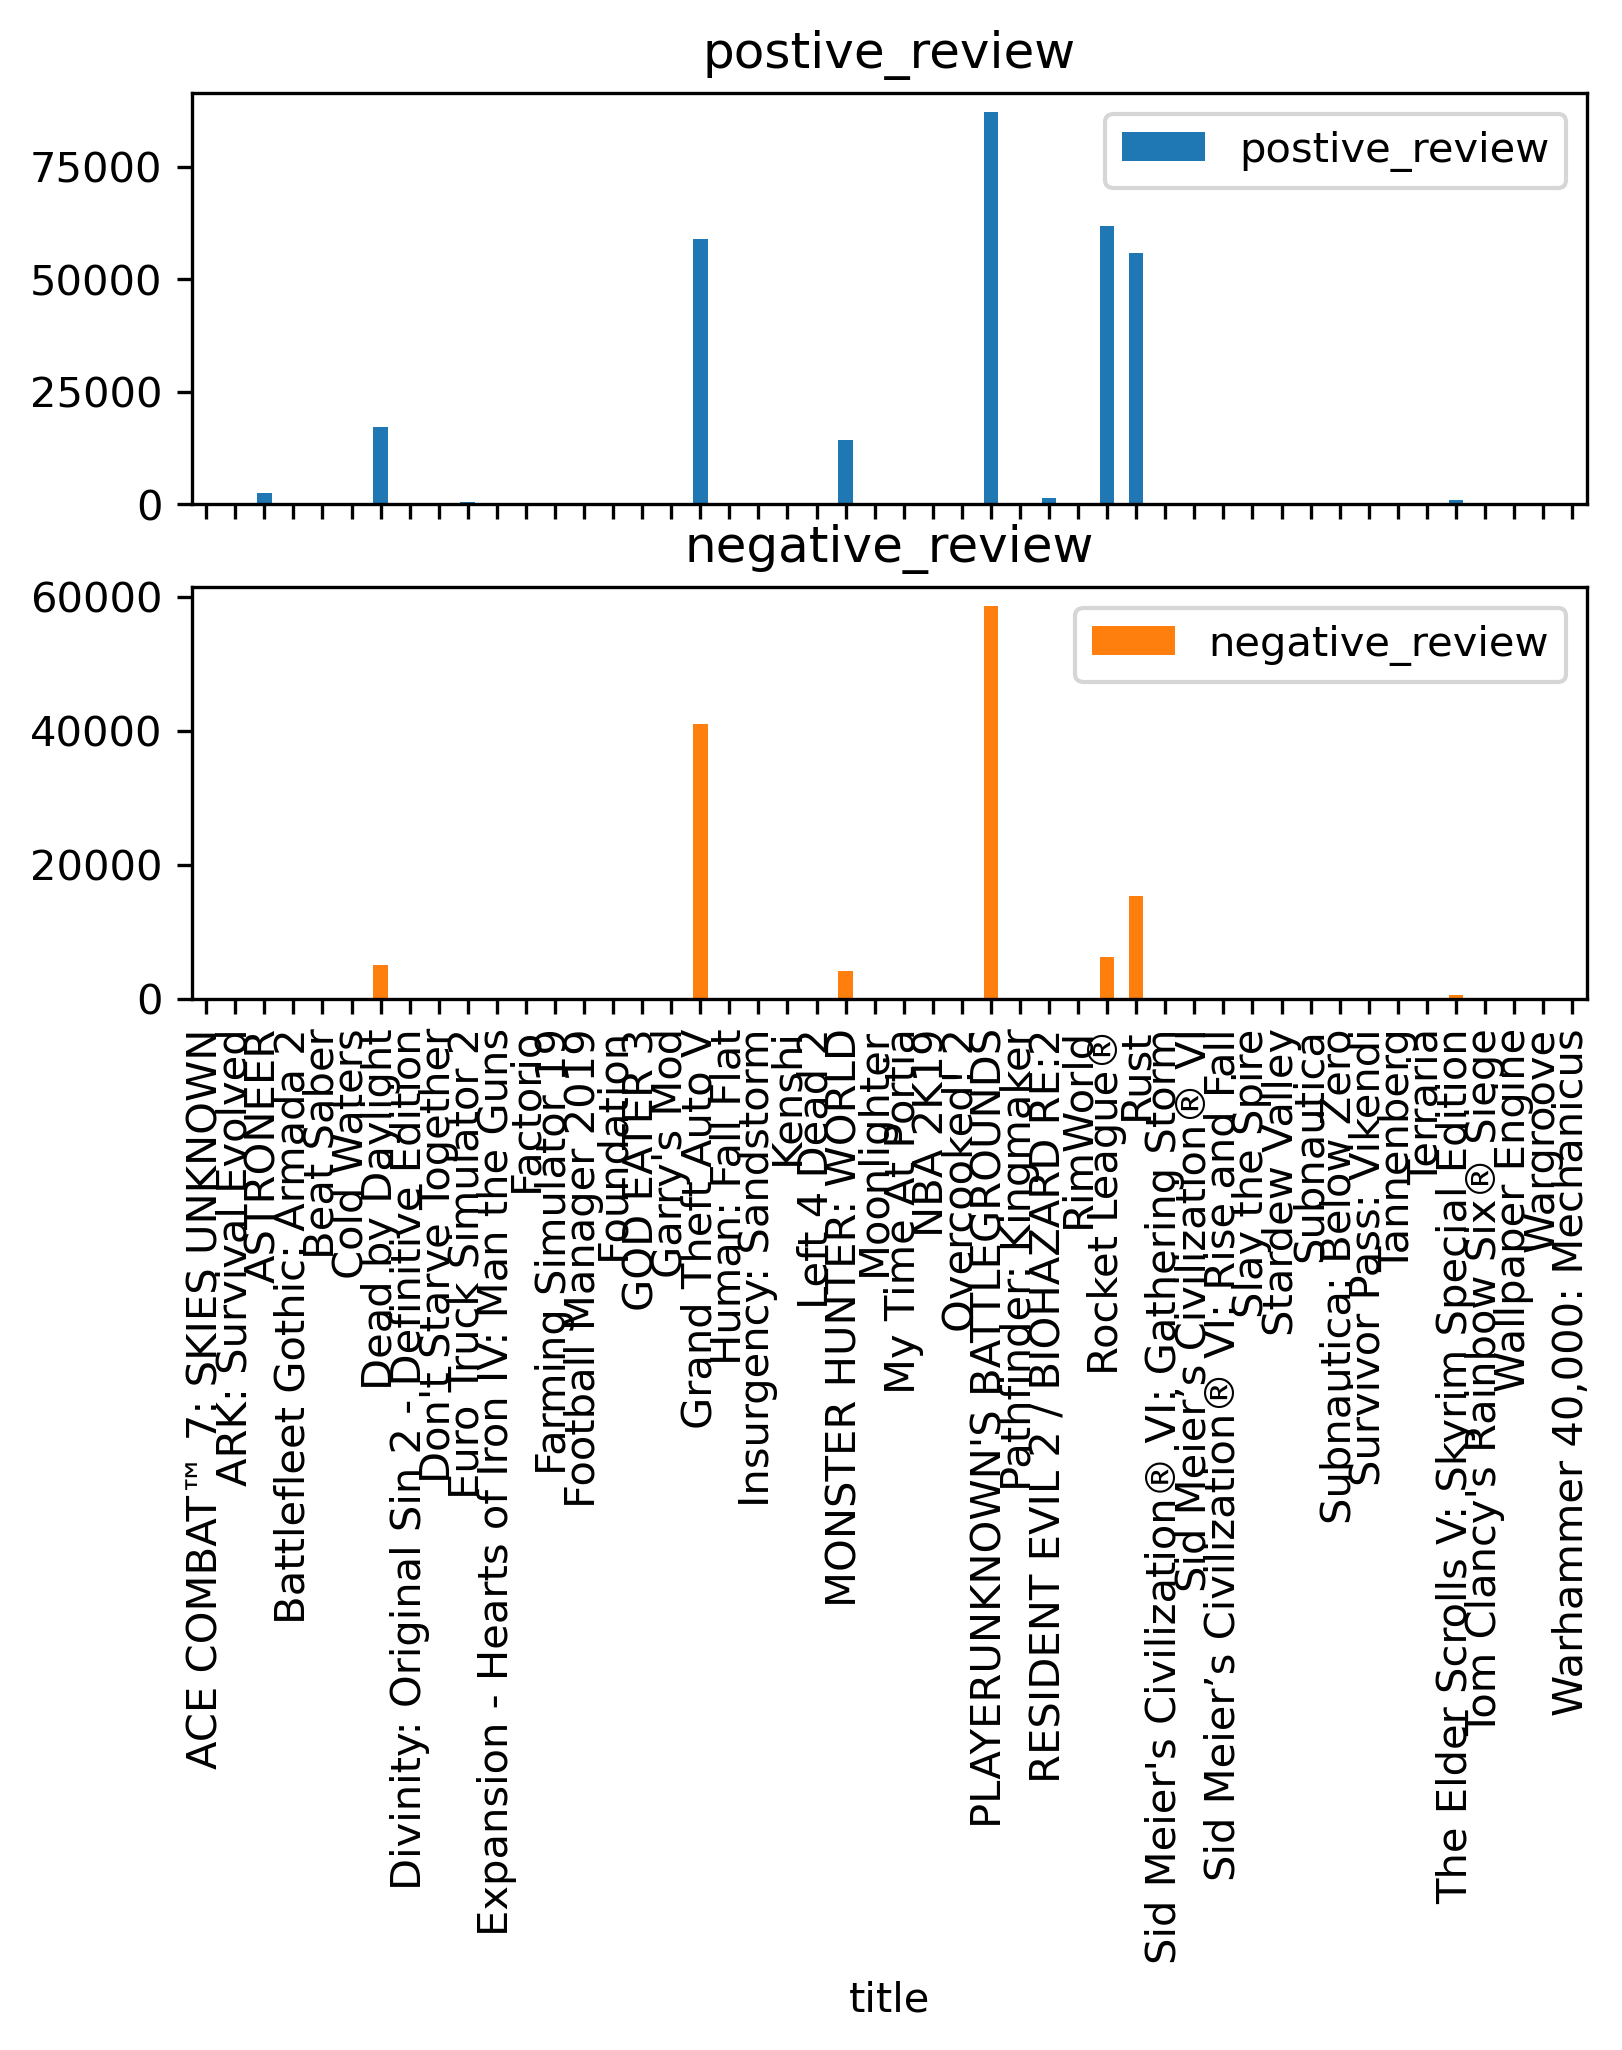 postive_review
postive_review
75000
50000
25000
0
negative_review
negative_review
60000
40000
20000
0
ACE COMBAT™ 7: SKIES UNKNOWN
ARK: Survival Evolved
ASTRONEER
Battlefleet Gothic: Armada 2
Beat Saber
Cold Waters
Dead by Daylight
Divinity: Original Sin 2 - Definitive Edition
Don't Starve Together
Euro Truck Simulator 2
Expansion - Hearts of Iron IV: Man the Guns
Factorio
Farming Simulator 19
Football Manager 2019
Foundation
GOD EATER 3
Garry's Mod
Grand Theft Auto V
Human: Fall Flat
Insurgency: Sandstorm
Kenshi
Left 4 Dead 2
MONSTER HUNTER: WORLD
Moonlighter
My Time At Portia
NBA 2K19
Overcooked! 2
PLAYERUNKNOWN'S BATTLEGROUNDS
Pathfinder: Kingmaker
RESIDENT EVIL 2 / BIOHAZARD RE:2
RimWorld
Rocket League®
Rust
Sid Meier's Civilization® VI: Gathering Storm
Sid Meier’s Civilization® VI
Sid Meier’s Civilization® VI: Rise and Fall
Slay the Spire
Stardew Valley
Subnautica
Subnautica: Below Zero
Survivor Pass: Vikendi
Tannenberg
Terraria
The Elder Scrolls V: Skyrim Special Edition
Tom Clancy's Rainbow Six® Siege
Wallpaper Engine
Wargroove
Warhammer 40,000: Mechanicus
title